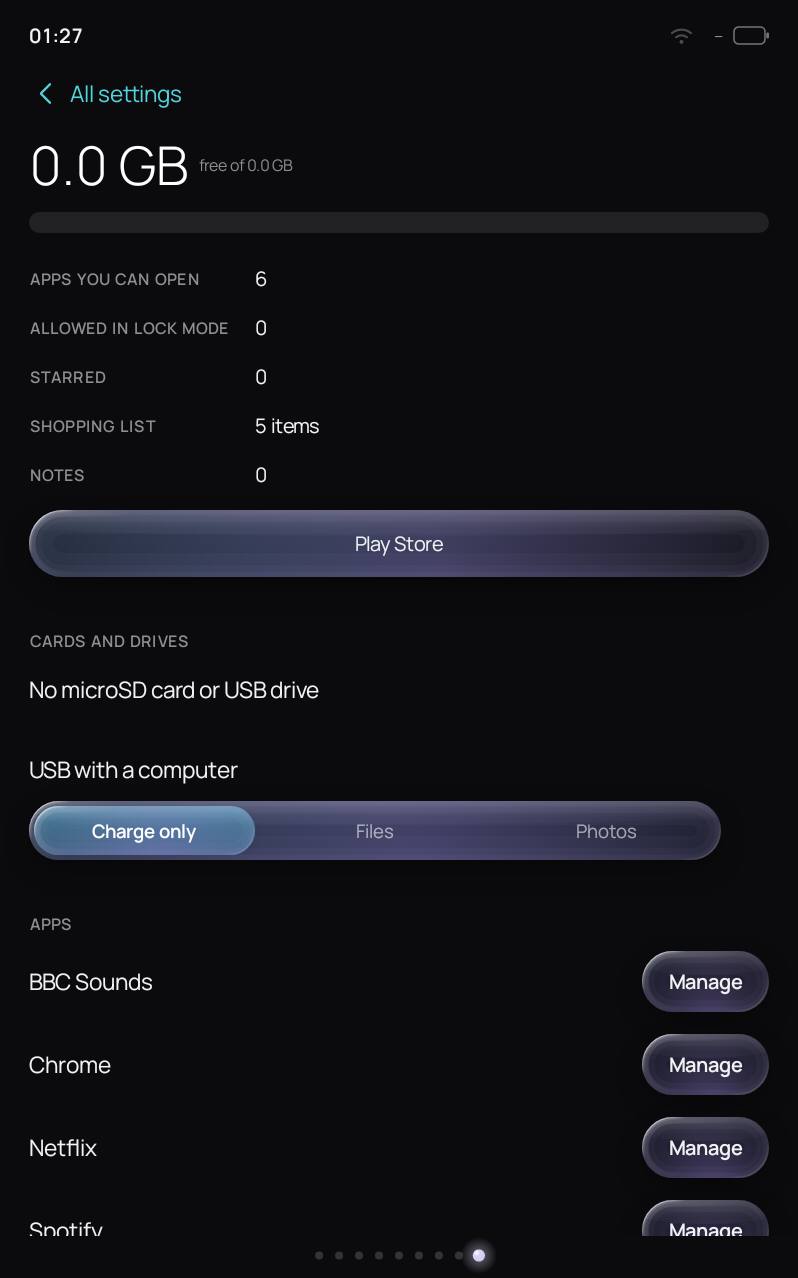 01:27
–
All settings
0.0 GB free of 0.0 GB
APPS YOU CAN OPEN 6
ALLOWED IN LOCK MODE 0
STARRED 0
SHOPPING LIST 5 items
NOTES 0
Play Store
CARDS AND DRIVES
No microSD card or USB drive
USB with a computer
Charge only Files Photos
APPS
BBC Sounds Manage
Chrome Manage
Netflix Manage
Spotify Manage